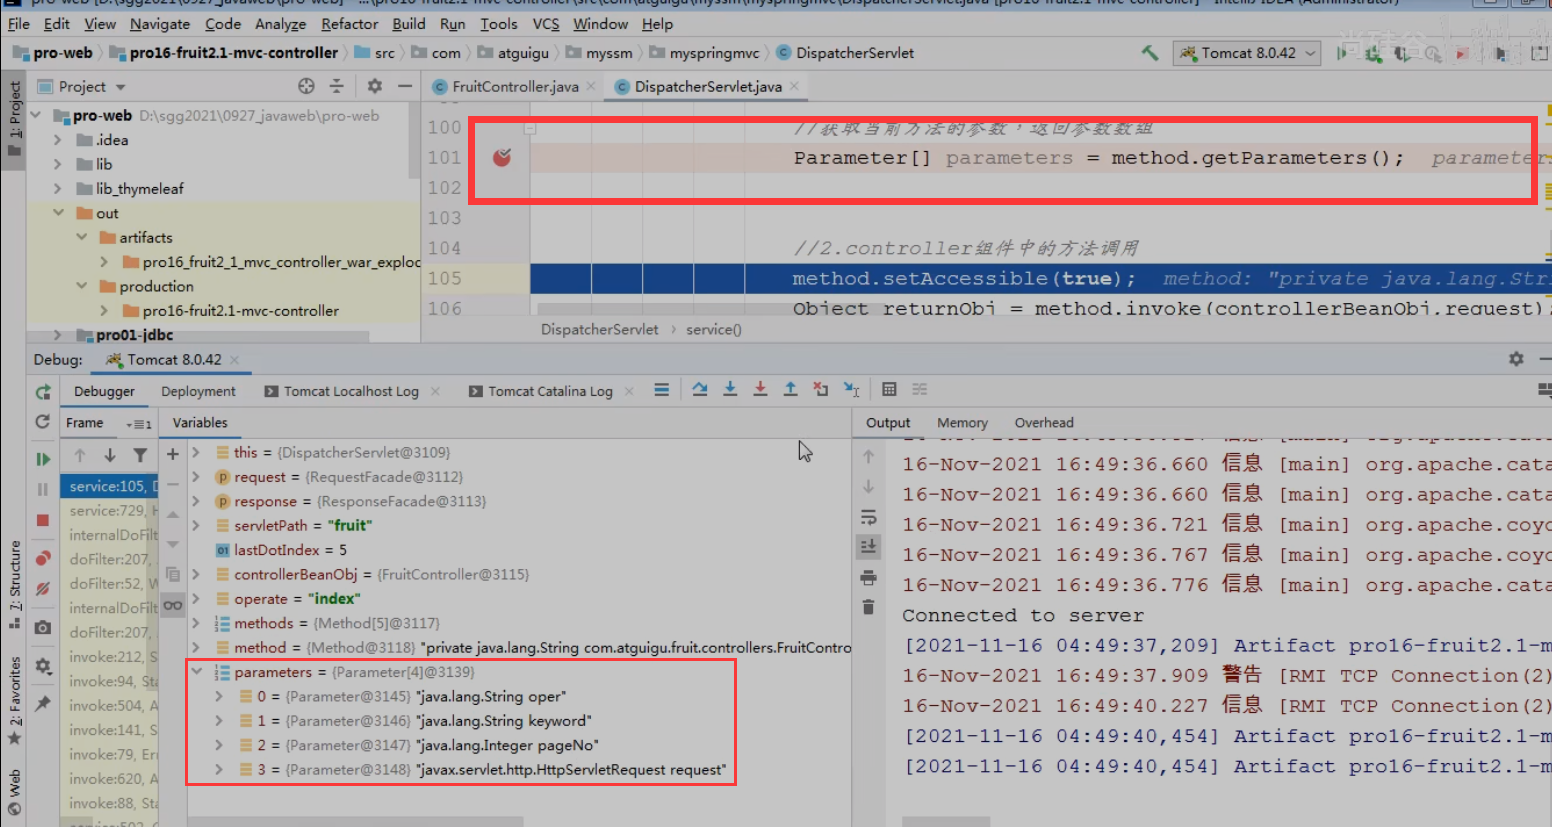 File Edit View Navigate Code Analyze Refactor Build Run Tools VCS Window Help
pro-web pro16-fruit2.1-mvc-controller src com atguigu myssm myspringmvc DispatcherServlet Tomcat 8.0.42
尚硅谷
1: Project
Project
FruitController.java DispatcherServlet.java
pro-web D:\sgg2021\0927_javaweb\pro-web
.idea
lib
lib_thymeleaf
out
artifacts
pro16_fruit2_1_mvc_controller_war_exploc
production
pro16-fruit2.1-mvc-controller
pro01-jdbc
100 //获取当前方法的参数，返回参数数组
101 Parameter[] parameters = method.getParameters(); parameter
102
103
104 //2.controller组件中的方法调用
105 method.setAccessible(true); method: "private java.lang.Stri
106 Object returnObj = method.invoke(controllerBeanObj,request);
DispatcherServlet > service()
Debug: Tomcat 8.0.42
Debugger Deployment Tomcat Localhost Log Tomcat Catalina Log
Frame Variables Output Memory Overhead
service:105, D
service:729, H
internalDoFilt
doFilter:207, 
doFilter:52, W
internalDoFilt
doFilter:207, 
invoke:212, S
invoke:94, Sta
invoke:504, A
invoke:141, S
invoke:79, Err
invoke:620, A
invoke:88, Sta
this = {DispatcherServlet@3109}
request = {RequestFacade@3112}
response = {ResponseFacade@3113}
servletPath = "fruit"
lastDotIndex = 5
controllerBeanObj = {FruitController@3115}
operate = "index"
methods = {Method[5]@3117}
method = {Method@3118} "private java.lang.String com.atguigu.fruit.controllers.FruitContro
parameters = {Parameter[4]@3139}
0 = {Parameter@3145} "java.lang.String oper"
1 = {Parameter@3146} "java.lang.String keyword"
2 = {Parameter@3147} "java.lang.Integer pageNo"
3 = {Parameter@3148} "javax.servlet.http.HttpServletRequest request"
16-Nov-2021 16:49:36.660 信息 [main] org.apache.cata
16-Nov-2021 16:49:36.660 信息 [main] org.apache.cata
16-Nov-2021 16:49:36.721 信息 [main] org.apache.coyo
16-Nov-2021 16:49:36.767 信息 [main] org.apache.coyo
16-Nov-2021 16:49:36.776 信息 [main] org.apache.cata
Connected to server
[2021-11-16 04:49:37,209] Artifact pro16-fruit2.1-m
16-Nov-2021 16:49:37.909 警告 [RMI TCP Connection(2)
16-Nov-2021 16:49:40.227 信息 [RMI TCP Connection(2)
[2021-11-16 04:49:40,454] Artifact pro16-fruit2.1-m
[2021-11-16 04:49:40,454] Artifact pro16-fruit2.1-m
7: Structure
2: Favorites
Web